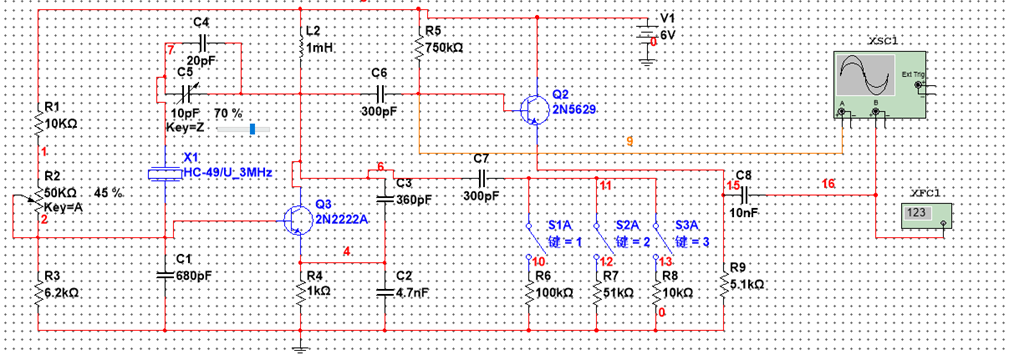 C4
20pF
7
C5
10pF
70 %
Key=Z
L2
1mH
R5
750kΩ
V1
6V
0
XSC1
Ext Trig
A
B
C6
300pF
Q2
2N5629
R1
10KΩ
1
R2
50KΩ
45 %
Key=A
2
X1
HC-49/U_3MHz
9
6
C7
300pF
C3
360pF
11
15
C8
10nF
16
XFC1
123
Q3
2N2222A
4
S1A
键 = 1
S2A
键 = 2
S3A
键 = 3
10
12
13
C1
680pF
R3
6.2kΩ
R4
1kΩ
C2
4.7nF
R6
100kΩ
R7
51kΩ
R8
10kΩ
0
R9
5.1kΩ